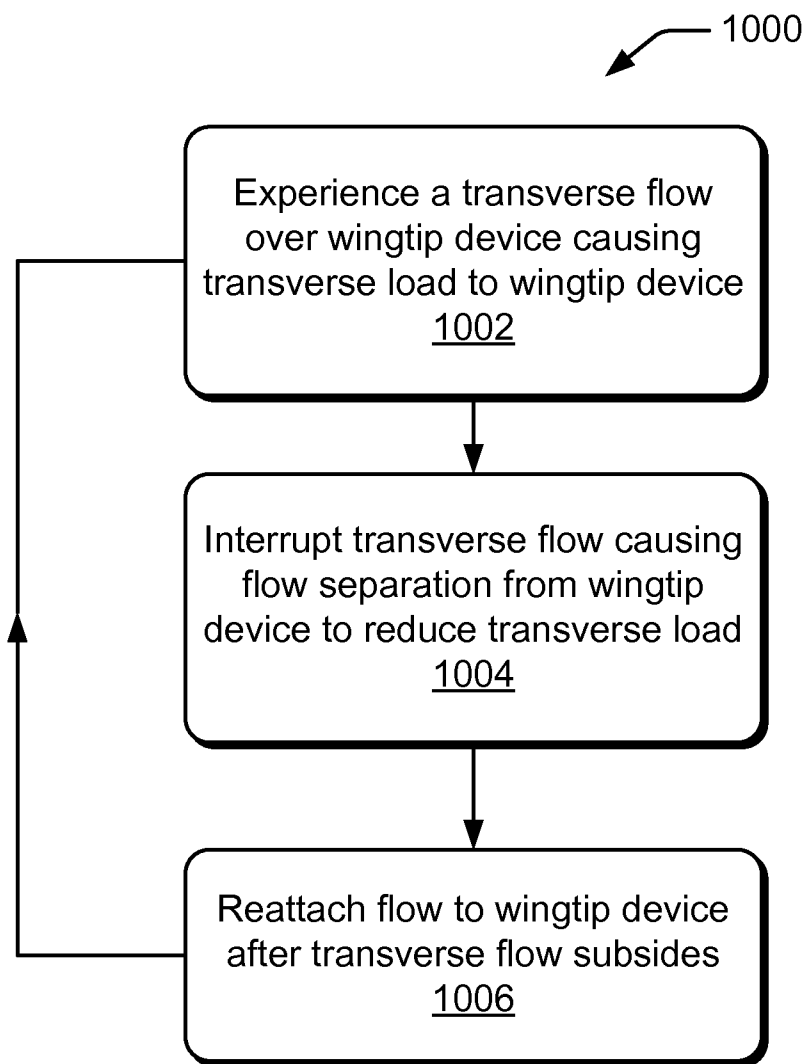 1000
Experience a transverse flow
over wingtip device causing
transverse load to wingtip device
1002
Interrupt transverse flow causing
flow separation from wingtip
device to reduce transverse load
1004
Reattach flow to wingtip device
after transverse flow subsides
1006